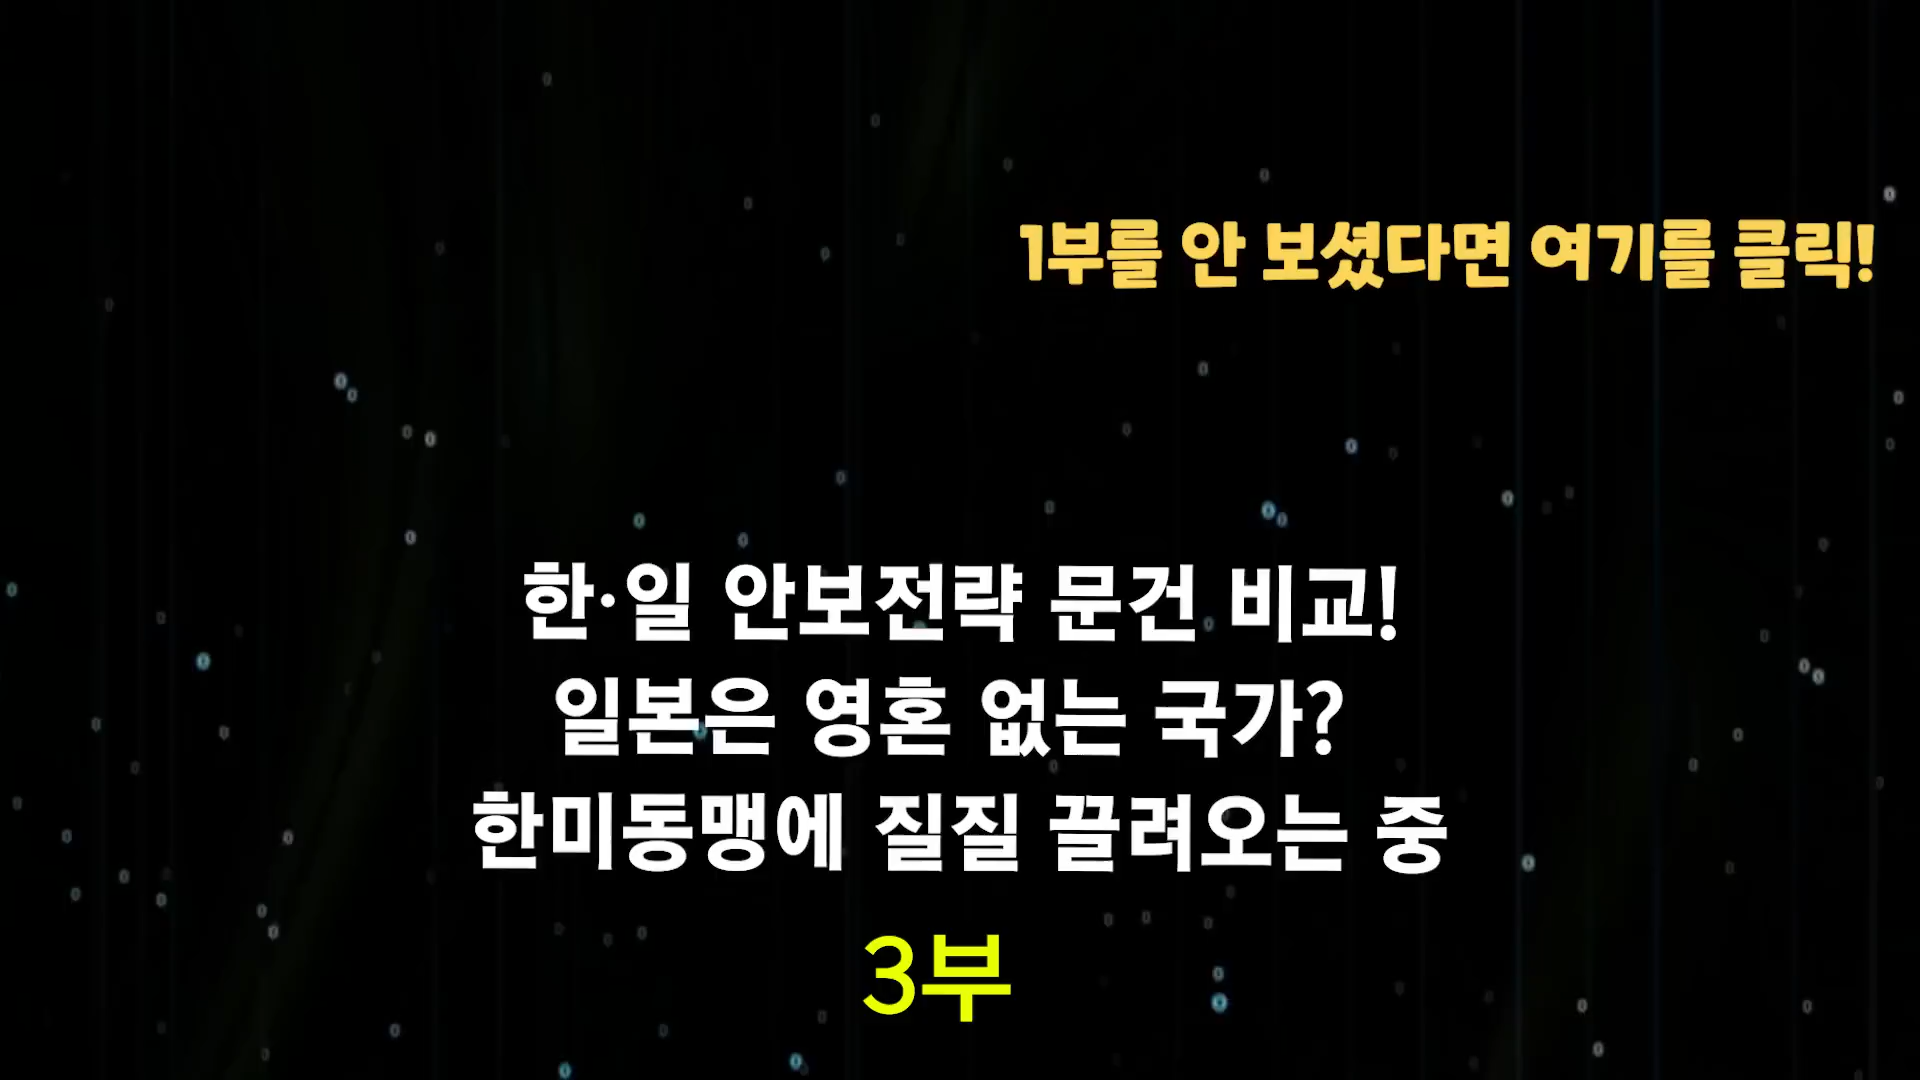 1부를 안 보셨다면 여기를 클릭!
한·일 안보전략 문건 비교!
일본은 영혼 없는 국가?
한미동맹에 질질 끌려오는 중
3부